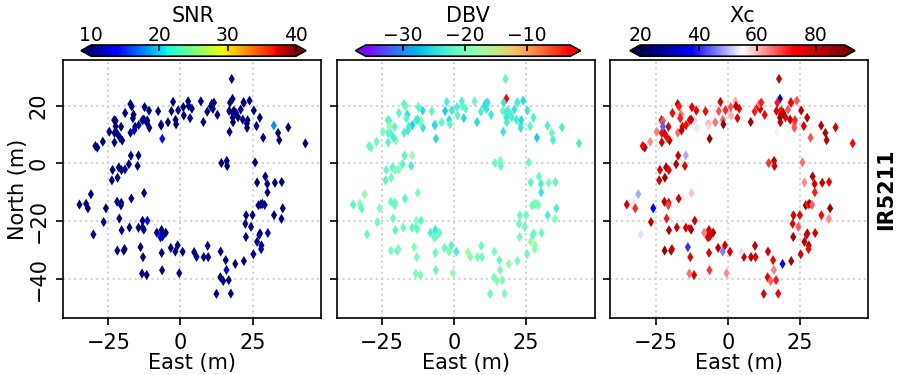 SNR DBV Xc
10 20 30 40 −30 −20 −10 20 40 60 80
20
0
−20
−40
North (m)
IR5211
−25 0 25 −25 0 25 −25 0 25
East (m) East (m) East (m)